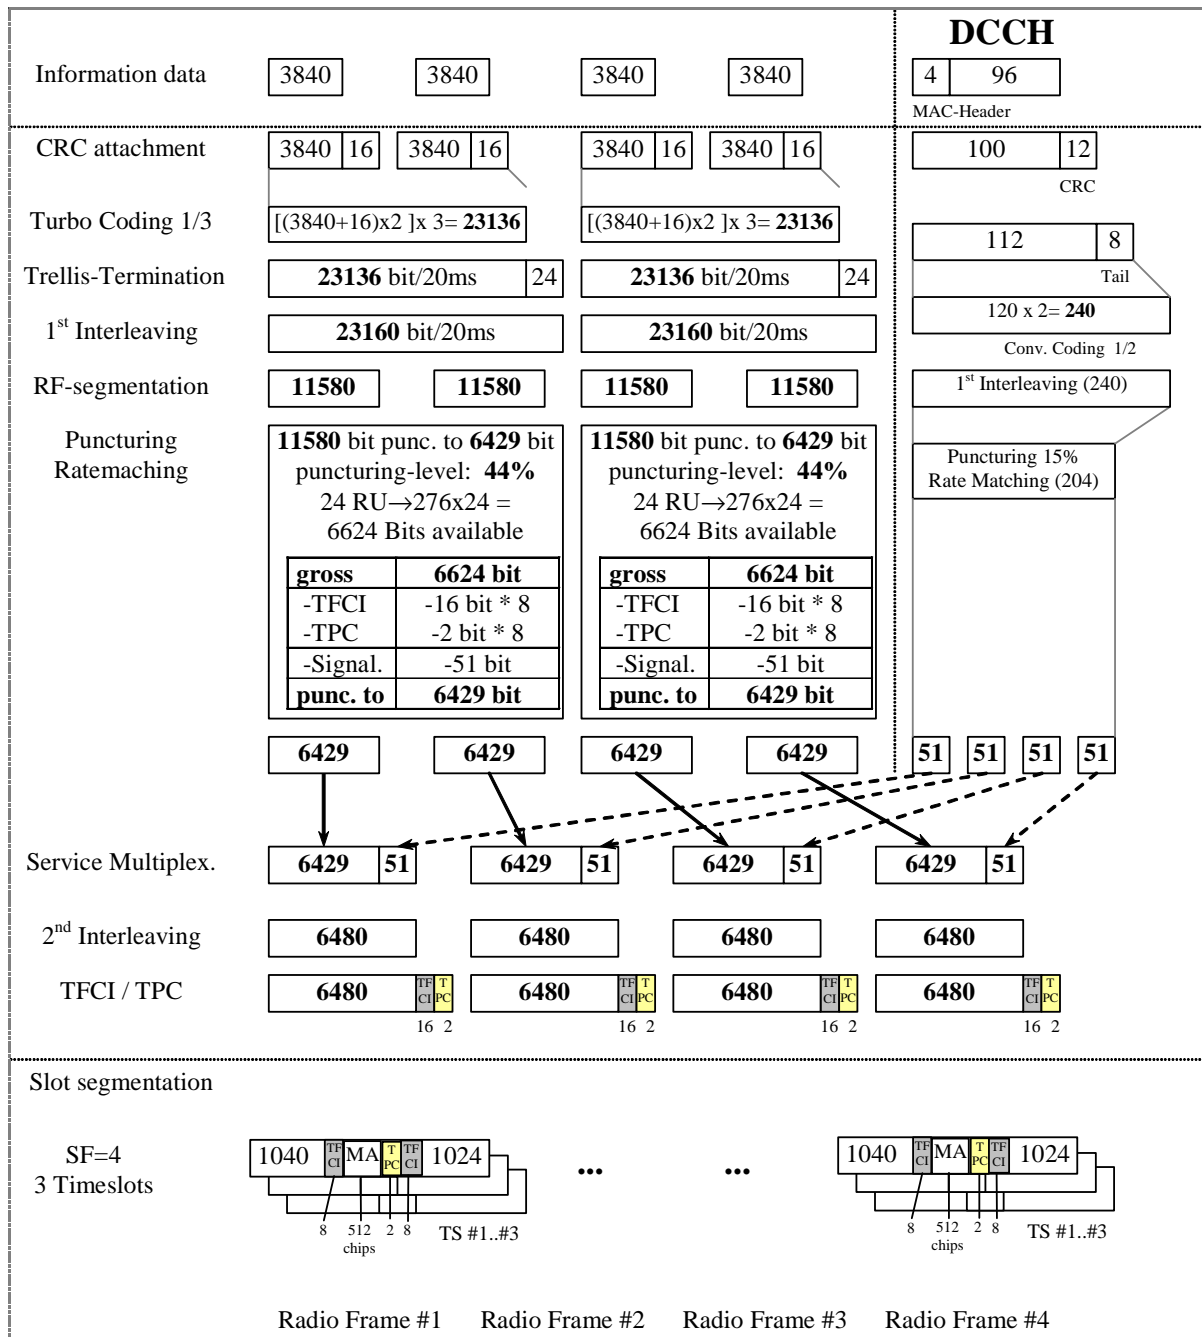 DCCH
Information data 3840 3840 3840 3840 4 96
MAC-Header
CRC attachment 3840 16 3840 16 3840 16 3840 16 100 12
CRC
Turbo Coding 1/3 [(3840+16)x2 ]x 3= 23136 [(3840+16)x2 ]x 3= 23136
112 8
Tail
Trellis-Termination 23136 bit/20ms 24 23136 bit/20ms 24
120 x 2= 240
1st Interleaving 23160 bit/20ms 23160 bit/20ms
Conv. Coding 1/2
RF-segmentation 11580 11580 11580 11580 1st Interleaving (240)
Puncturing 11580 bit punc. to 6429 bit 11580 bit punc. to 6429 bit
Ratemaching puncturing-level: 44% puncturing-level: 44% Puncturing 15%
24 RU→276x24 = 24 RU→276x24 = Rate Matching (204)
6624 Bits available 6624 Bits available
gross 6624 bit gross 6624 bit
-TFCI -16 bit * 8 -TFCI -16 bit * 8
-TPC -2 bit * 8 -TPC -2 bit * 8
-Signal. -51 bit -Signal. -51 bit
punc. to 6429 bit punc. to 6429 bit
6429 6429 6429 6429 51 51 51 51
Service Multiplex. 6429 51 6429 51 6429 51 6429 51
2nd Interleaving 6480 6480 6480 6480
TFCI / TPC 6480 TF CI T PC 6480 TF CI T PC 6480 TF CI T PC 6480 TF CI T PC
16 2 16 2 16 2 16 2
Slot segmentation
SF=4 1040 TF CI MA T PC TF CI 1024 ... ... 1040 TF CI MA T PC TF CI 1024
3 Timeslots
8 512 2 8 TS #1..#3 8 512 2 8 TS #1..#3
chips chips
Radio Frame #1 Radio Frame #2 Radio Frame #3 Radio Frame #4